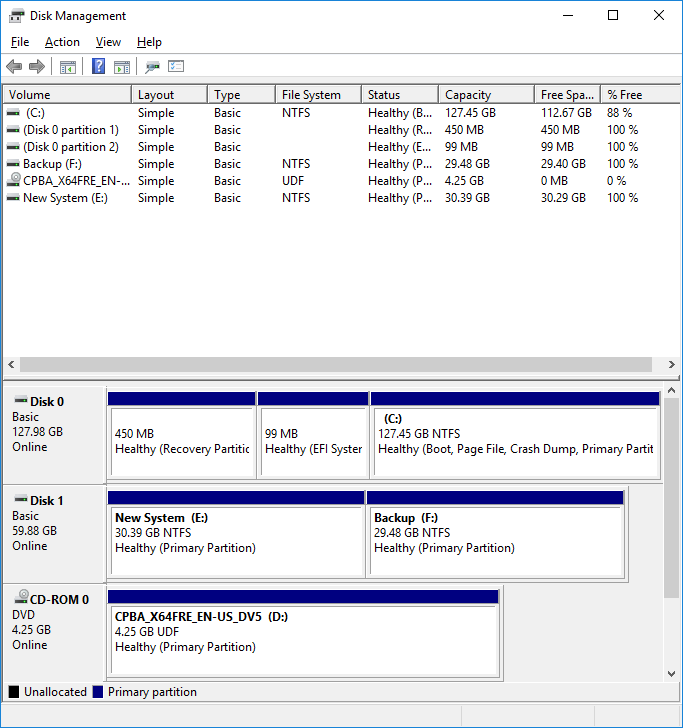 Disk Management
File Action View Help
Volume Layout Type File System Status Capacity Free Spa... % Free
(C:) Simple Basic NTFS Healthy (B... 127.45 GB 112.67 GB 88 %
(Disk 0 partition 1) Simple Basic Healthy (R... 450 MB 450 MB 100 %
(Disk 0 partition 2) Simple Basic Healthy (E... 99 MB 99 MB 100 %
Backup (F:) Simple Basic NTFS Healthy (P... 29.48 GB 29.40 GB 100 %
CPBA_X64FRE_EN-... Simple Basic UDF Healthy (P... 4.25 GB 0 MB 0 %
New System (E:) Simple Basic NTFS Healthy (P... 30.39 GB 30.29 GB 100 %
Disk 0
Basic
127.98 GB
Online
450 MB
Healthy (Recovery Partitic
99 MB
Healthy (EFI System
(C:)
127.45 GB NTFS
Healthy (Boot, Page File, Crash Dump, Primary Partit
Disk 1
Basic
59.88 GB
Online
New System (E:)
30.39 GB NTFS
Healthy (Primary Partition)
Backup (F:)
29.48 GB NTFS
Healthy (Primary Partition)
CD-ROM 0
DVD
4.25 GB
Online
CPBA_X64FRE_EN-US_DV5 (D:)
4.25 GB UDF
Healthy (Primary Partition)
Unallocated Primary partition